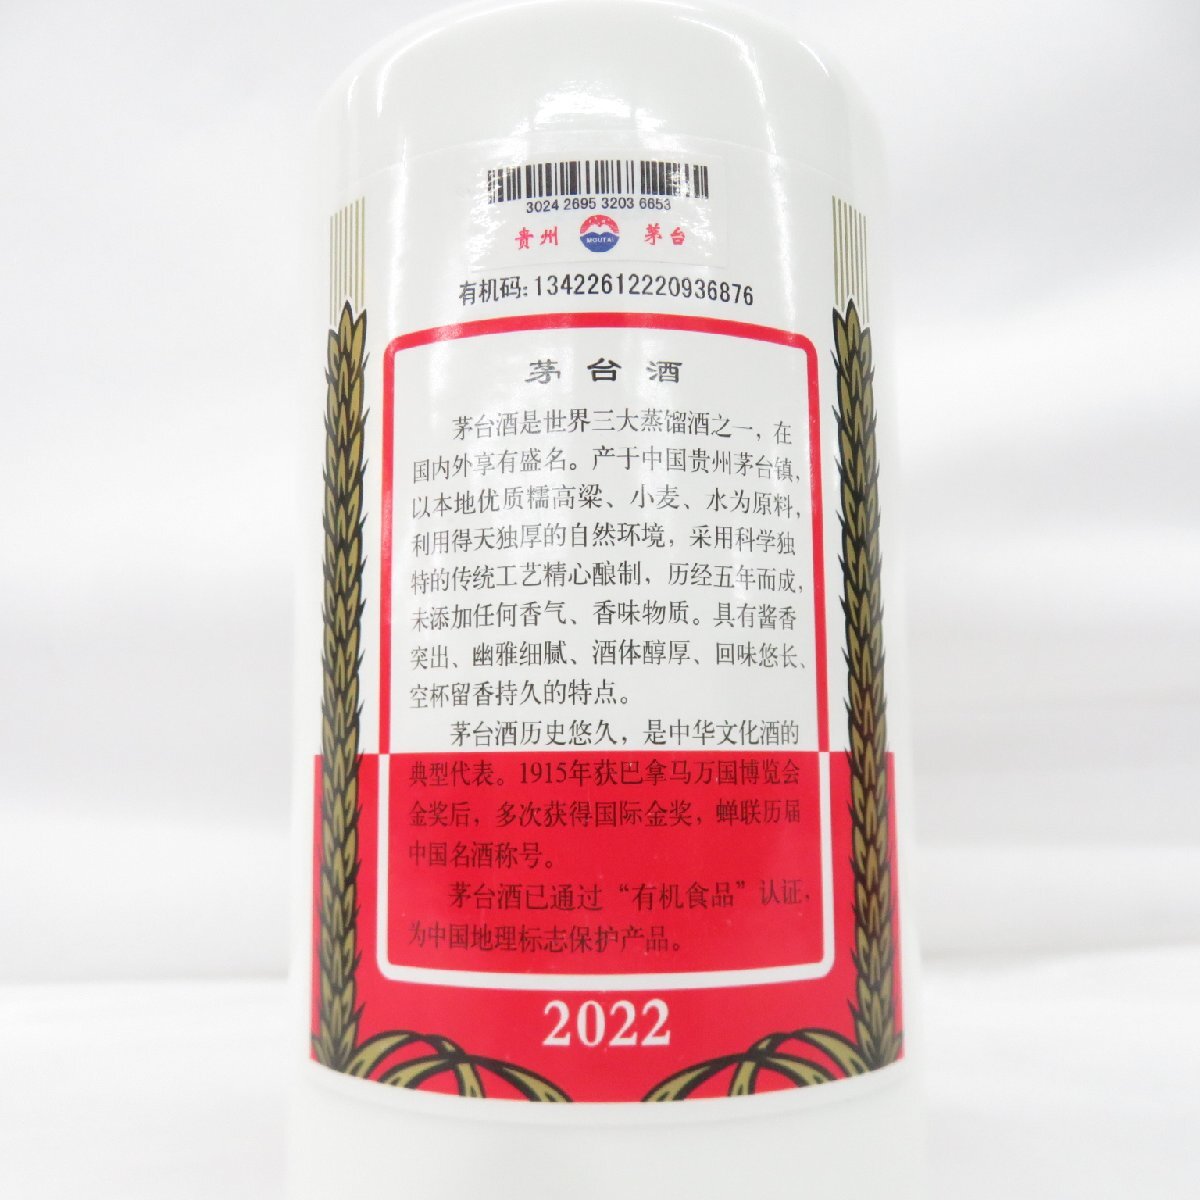 3024 2695 3203 6653
贵州 MOUTAI 茅台
有机码:13422612220936876
茅台酒
茅台酒是世界三大蒸馏酒之一，在
国内外享有盛名。产于中国贵州茅台镇，
以本地优质糯高粱、小麦、水为原料，
利用得天独厚的自然环境，采用科学独
特的传统工艺精心酿制，历经五年而成，
未添加任何香气、香味物质。具有酱香
突出、幽雅细腻、酒体醇厚、回味悠长、
空杯留香持久的特点。
茅台酒历史悠久，是中华文化酒的
典型代表。1915年获巴拿马万国博览会
金奖后，多次获得国际金奖，蝉联历届
中国名酒称号。
茅台酒已通过“有机食品”认证，
为中国地理标志保护产品。
2022